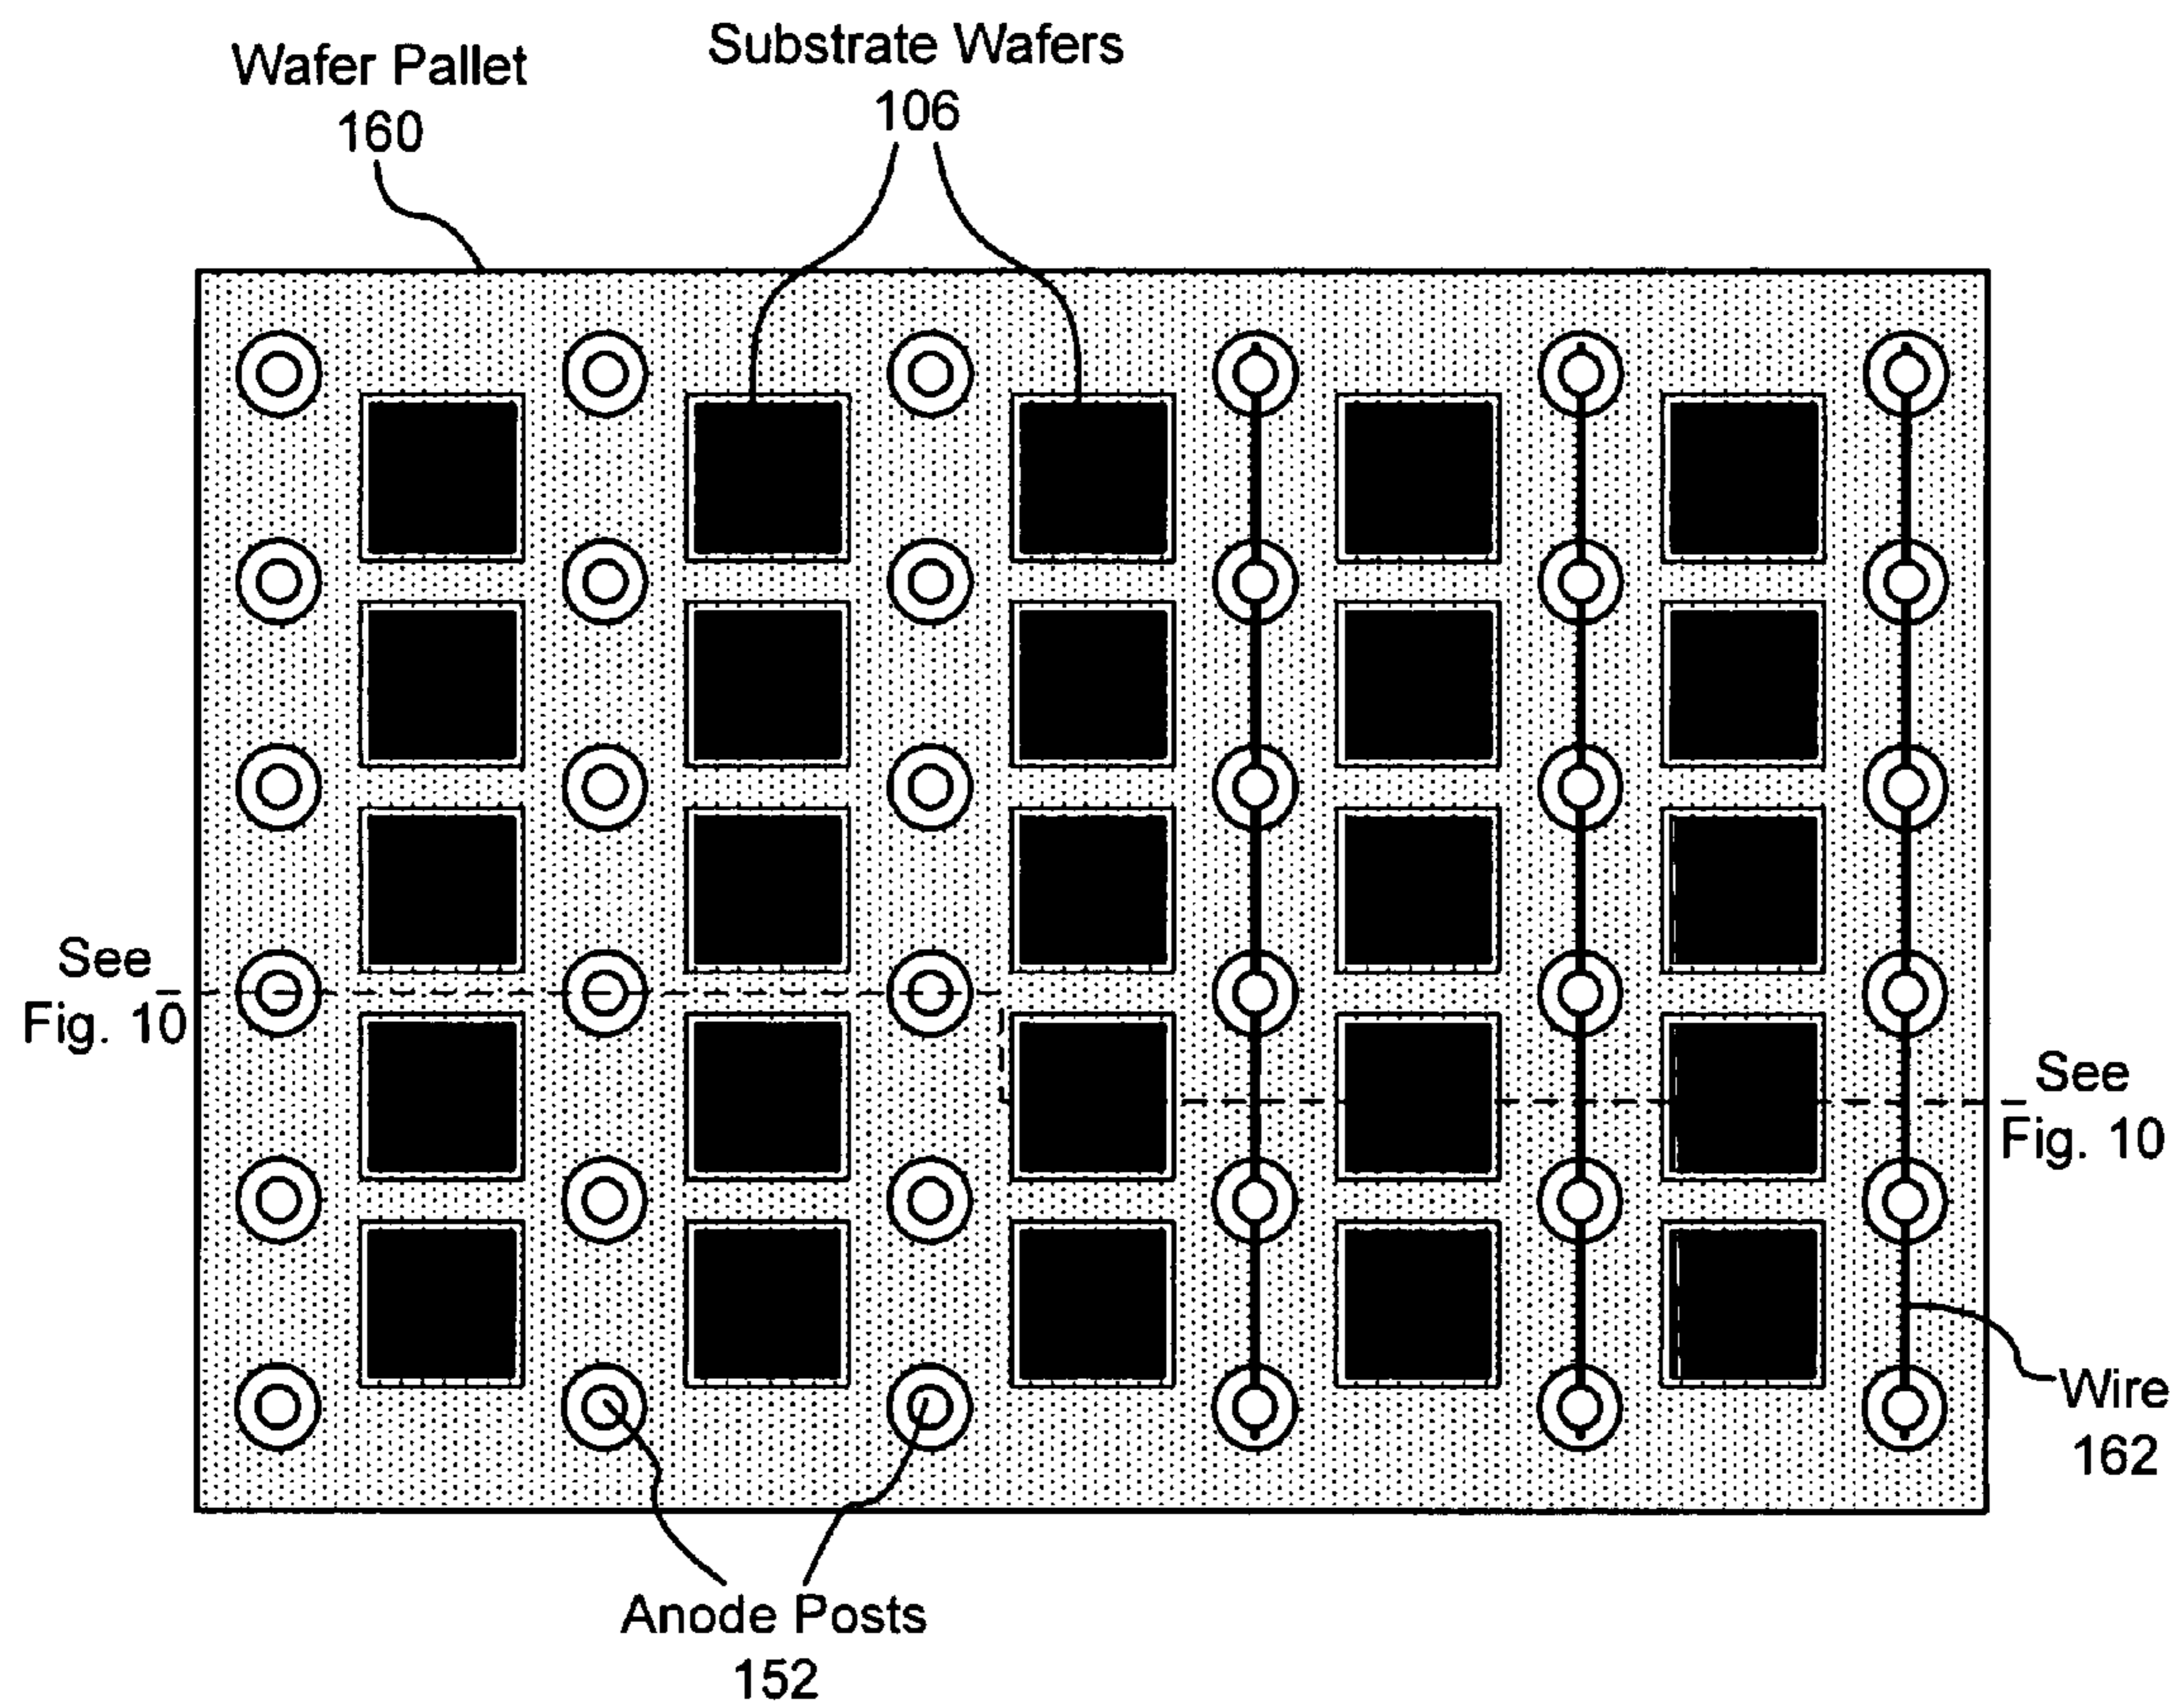 Wafer Pallet
160
Substrate Wafers
106
See
Fig. 10
See
Fig. 10
Wire
162
Anode Posts
152